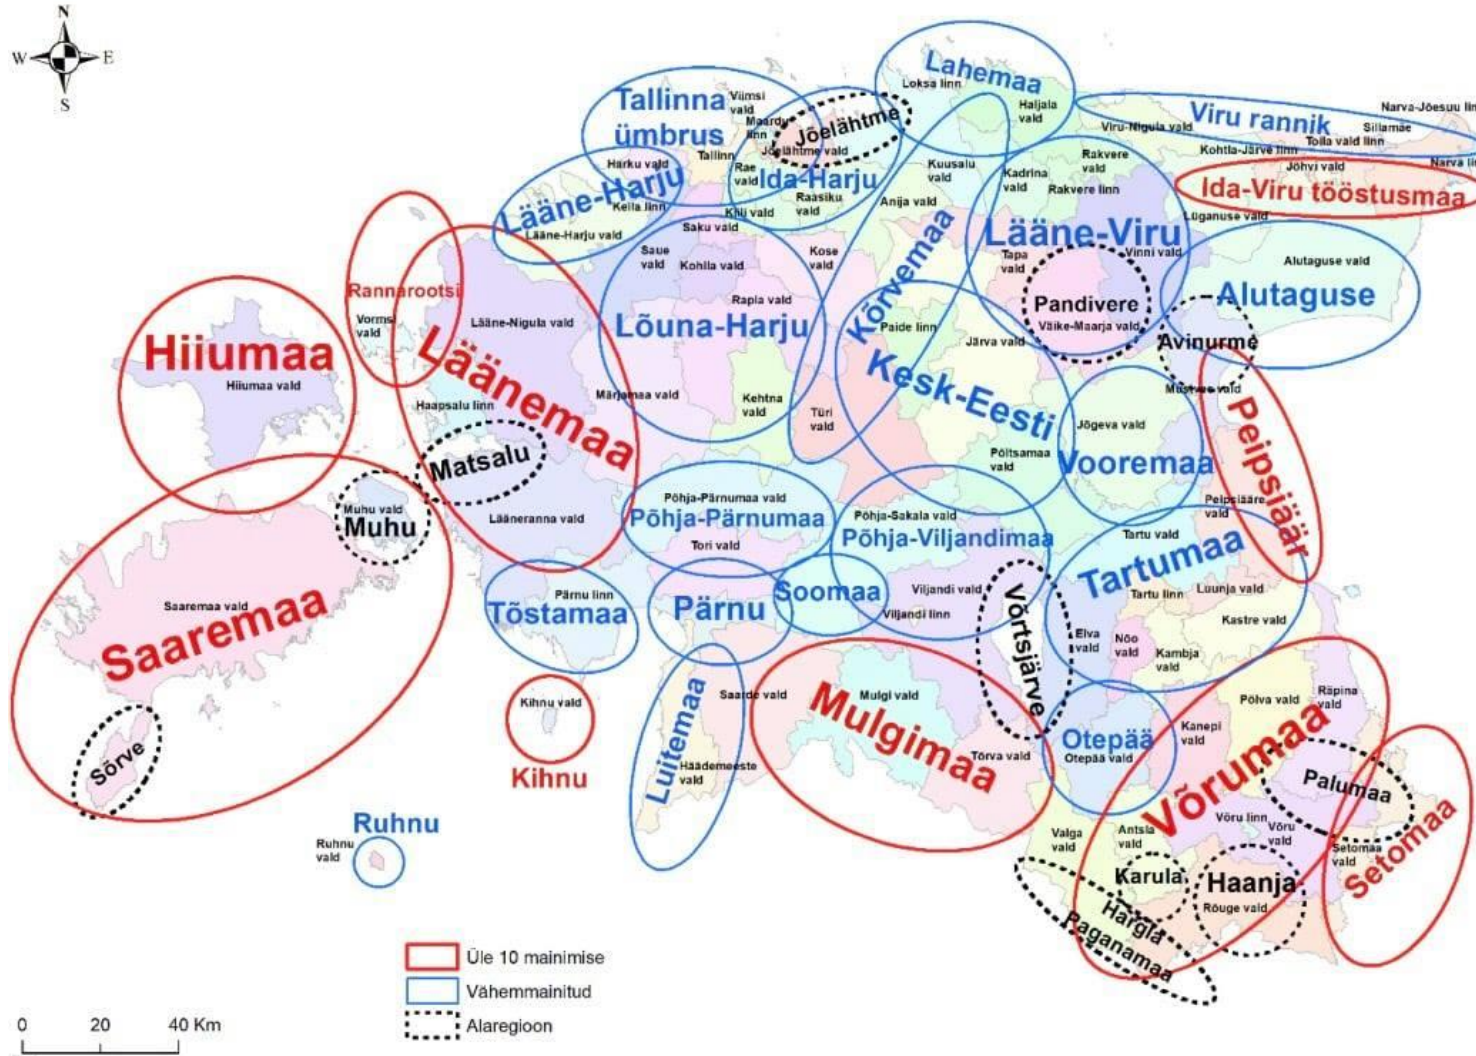 N
W E
S
Lahemaa
Loksa linn
Haljala
vald
Tallinna
ümbrus
Viimsi
vald
Maardu
linn
Jõelähtme
Jõelähtme vald
Viru rannik
Narva-Jõesuu lin
Sillamäe
Toila vald linn
Viru-Nigula vald
Kohtla-Järve linn
Jõhvi vald
Narva lin
Ida-Viru tööstusmaa
Lüganuse vald
Harku vald
Tallinn
Rae
vald
Ida-Harju
Raasiku
vald
Kuusalu
vald
Kadrina
vald
Rakvere
vald
Rakvere linn
Anija vald
Lääne-Harju
Keila linn
Lääne-Harju vald
Kiili vald
Saku vald
Saue
vald
Kohila vald
Kose
vald
Kõrvemaa
Lääne-Viru
Tapa
vald
Vinni vald
Alutaguse vald
Alutaguse
Rannarootsi
Vormsi
vald
Lääne-Nigula vald
Rapla vald
Lõuna-Harju
Pandivere
Väike-Maarja vald
Paide linn
Järva vald
Avinurme
Hiiumaa
Hiiumaa vald
Läänemaa
Haapsalu linn
Märjamaa vald
Kehtna
vald
Türi
vald
Kesk-Eesti
Mustvee vald
Jõgeva vald
Vooremaa
Põltsamaa
vald
Peipsiäär
Peipsiääre
vald
Matsalu
Muhu vald
Muhu
Lääneranna vald
Põhja-Pärnumaa vald
Põhja-Pärnumaa
Tori vald
Põhja-Sakala vald
Põhja-Viljandimaa
Tartu vald
Tartumaa
Saaremaa vald
Saaremaa
Pärnu linn
Tõstamaa
Pärnu
Soomaa
Viljandi vald
Viljandi linn
Võrtsjärve
Tartu linn
Luunja vald
Elva
vald
Nõo
vald
Kambja
vald
Kastre vald
Sõrve
Kihnu vald
Kihnu
Luitemaa
Saarde vald
Häädemeeste
vald
Mulgi vald
Mulgimaa
Tõrva vald
Otepää
Otepää vald
Kanepi
vald
Põlva vald
Räpina
vald
Võrumaa
Palumaa
Ruhnu
Ruhnu
vald
Valga
vald
Antsla
vald
Võru linn
Võru
vald
Setomaa
vald
Setomaa
Karula
Haanja
Rõuge vald
Hargla
Paganamaa
Üle 10 mainimise
Vähemmainitud
Alaregioon
0 20 40 Km